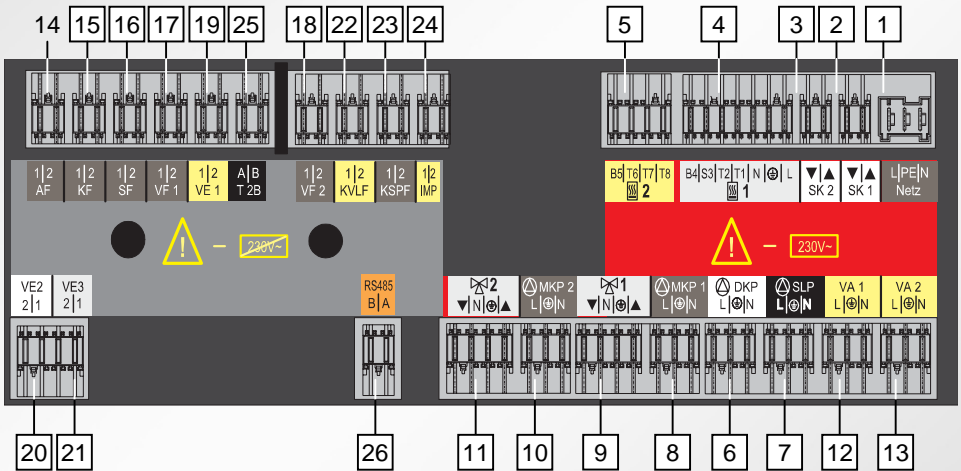 14 15 16 17 19 25 18 22 23 24 5 4 3 2 1
1|2 1|2 1|2 1|2 1|2 A|B 1|2 1|2 1|2 1|2 B5|T6|T7|T8 B4|S3|T2|T1|N|⏚|L ▼|▲ ▼|▲ L|PE|N
AF KF SF VF 1 VE 1 T 2B VF 2 KVLF KSPF IMP 2 1 SK 2 SK 1 Netz
! – 230V~ ! – 230V~
VE2 VE3 RS485 2 MKP 2 1 MKP 1 DKP SLP VA 1 VA 2
2|1 2|1 B|A ▼|N|⏚|▲ L|⏚|N ▼|N|⏚|▲ L|⏚|N L|⏚|N L|⏚|N L|⏚|N L|⏚|N
20 21 26 11 10 9 8 6 7 12 13